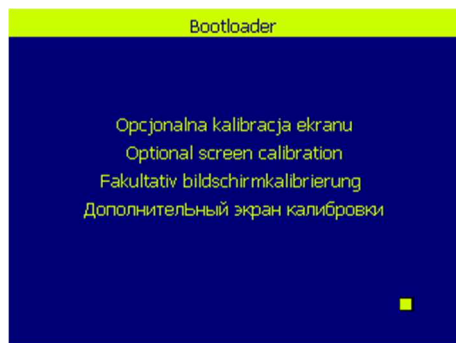 Bootloader
Opcjonalna kalibracja ekranu
Optional screen calibration
Fakultativ bildschirmkalibrierung
ДополнителЬный экран калибровки